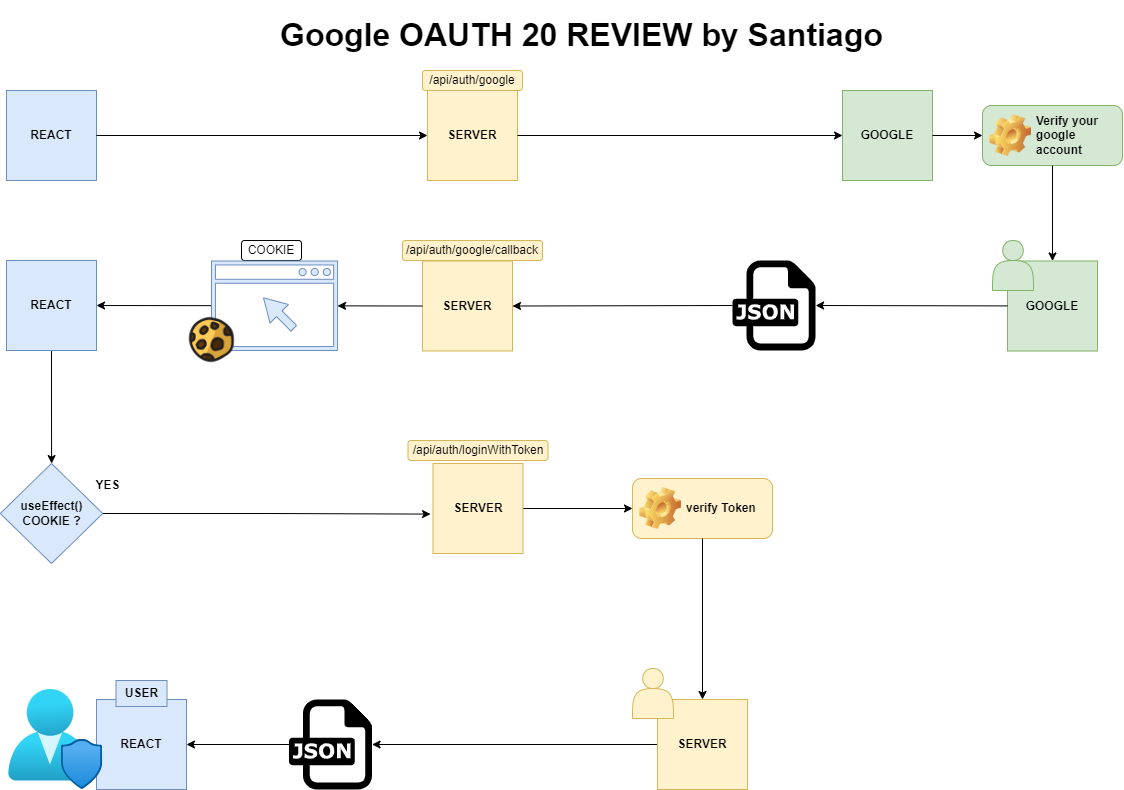 Google OAUTH 20 REVIEW by Santiago
/api/auth/google
REACT
SERVER
GOOGLE
Verify your
google
account
COOKIE
/api/auth/google/callback
REACT
SERVER
JSON
GOOGLE
/api/auth/loginWithToken
YES
useEffect()
COOKIE ?
SERVER
verify Token
USER
REACT
JSON
SERVER